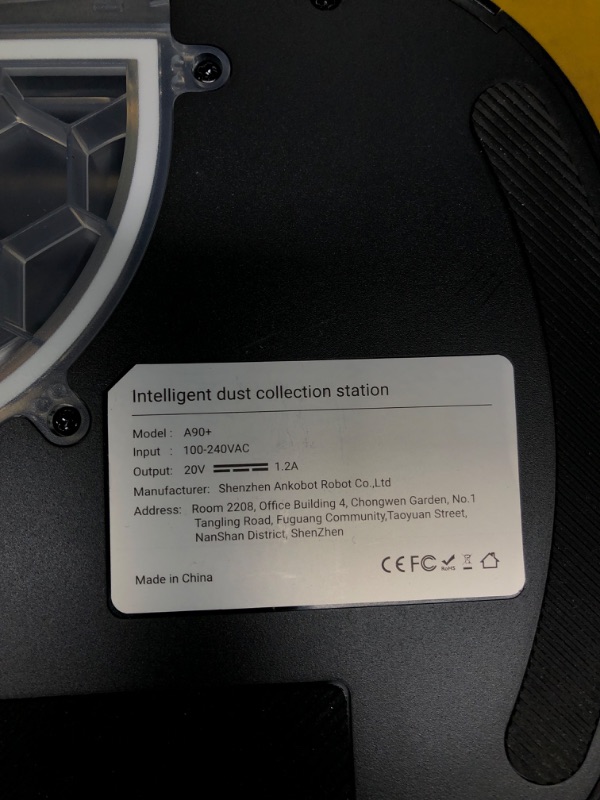 Intelligent dust collection station
Model : A90+
Input : 100-240VAC
Output: 20V 1.2A
Manufacturer: Shenzhen Ankobot Robot Co.,Ltd
Address: Room 2208, Office Building 4, Chongwen Garden, No.1
Tangling Road, Fuguang Community,Taoyuan Street,
NanShan District, ShenZhen
CE FC RoHS
Made in China